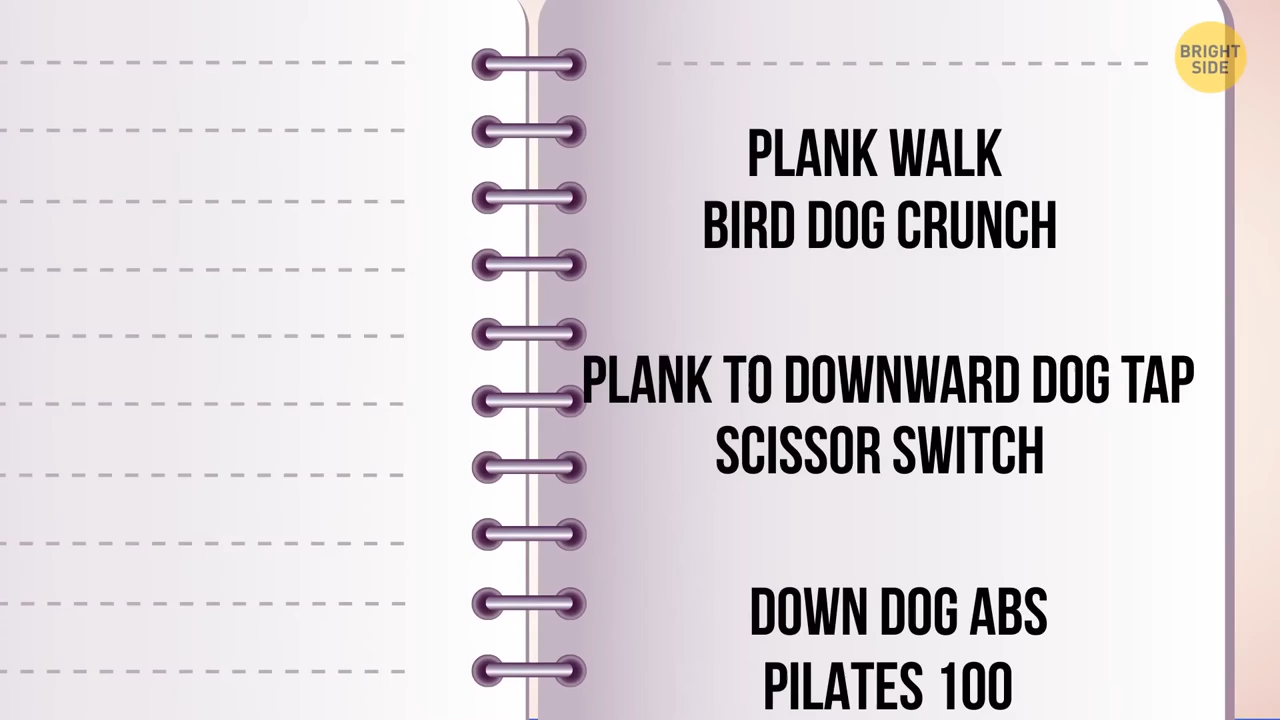 BRIGHT
SIDE
PLANK WALK
BIRD DOG CRUNCH
PLANK TO DOWNWARD DOG TAP
SCISSOR SWITCH
DOWN DOG ABS
PILATES 100